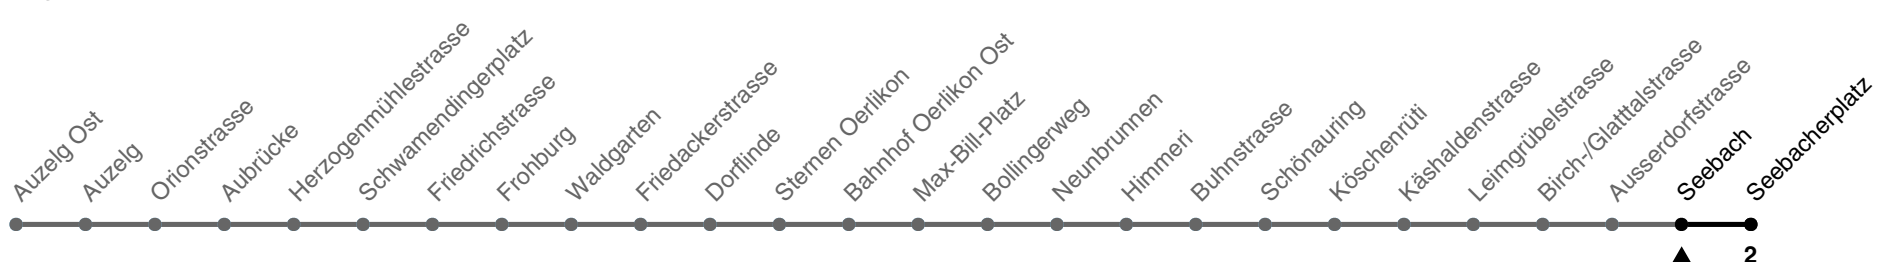 Auzelg Ost
Auzelg
Orionstrasse
Aubrücke
Herzogenmühlestrasse
Schwamendingerplatz
Friedrichstrasse
Frohburg
Waldgarten
Friedackerstrasse
Dorflinde
Sternen Oerlikon
Bahnhof Oerlikon Ost
Max-Bill-Platz
Bollingerweg
Neunbrunnen
Himmeri
Buhnstrasse
Schönauring
Köschenrüti
Käshaldenstrasse
Leimgrübelstrasse
Birch-/Glatttalstrasse
Ausserdorfstrasse
Seebach
Seebacherplatz
2